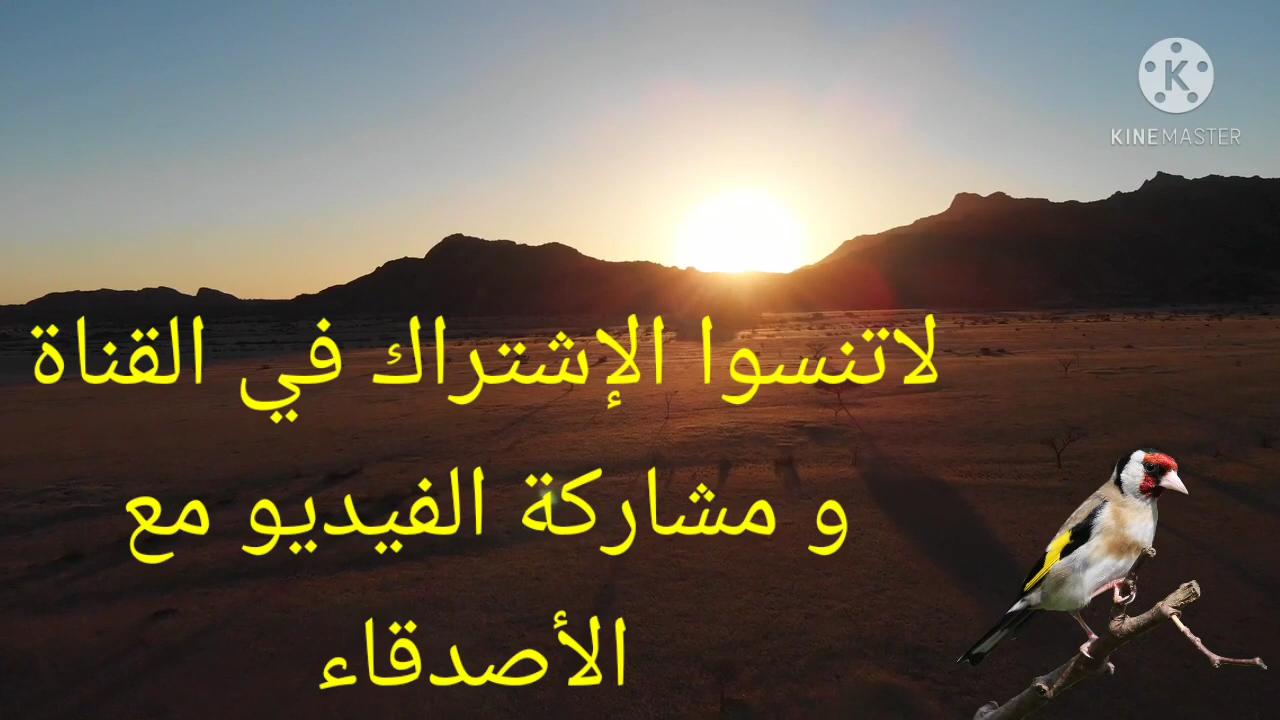 KINEMASTER
لاتنسوا الإشتراك في القناة
و مشاركة الفيديو مع
الأصدقاء